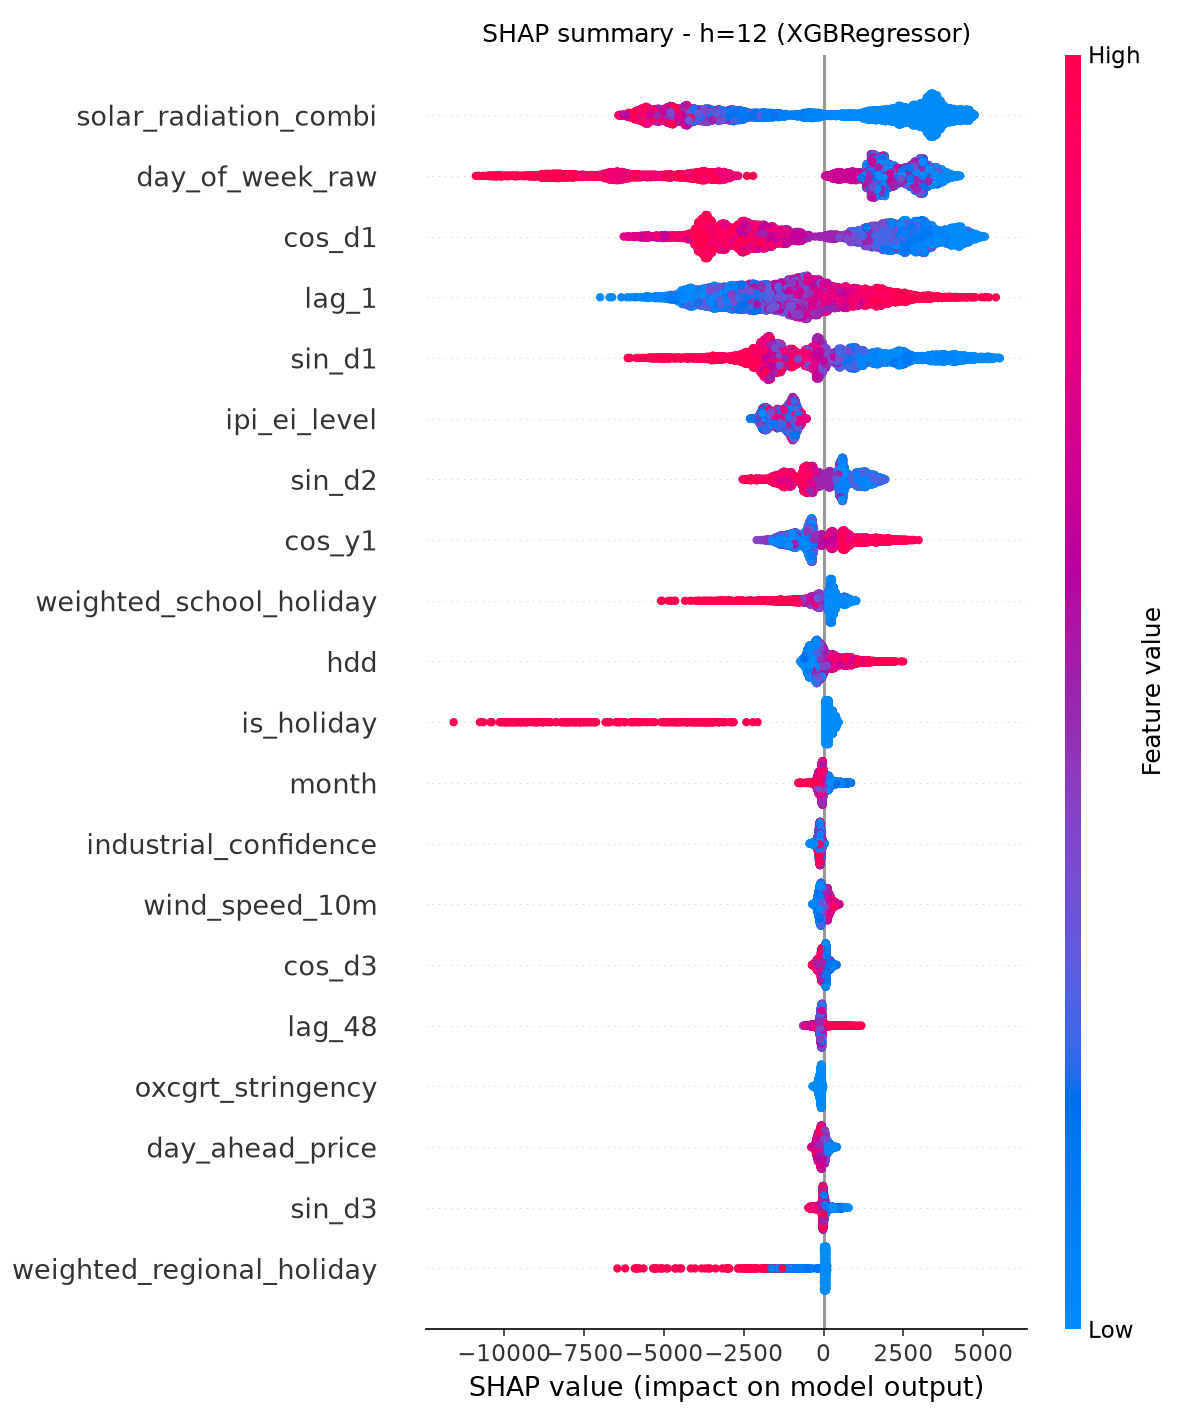 SHAP summary - h=12 (XGBRegressor)
High
solar_radiation_combi
day_of_week_raw
cos_d1
lag_1
sin_d1
ipi_ei_level
sin_d2
cos_y1
weighted_school_holiday
hdd
is_holiday
month
industrial_confidence
wind_speed_10m
cos_d3
lag_48
oxcgrt_stringency
day_ahead_price
sin_d3
weighted_regional_holiday
Feature value
Low
−10000 −7500 −5000 −2500 0 2500 5000
SHAP value (impact on model output)